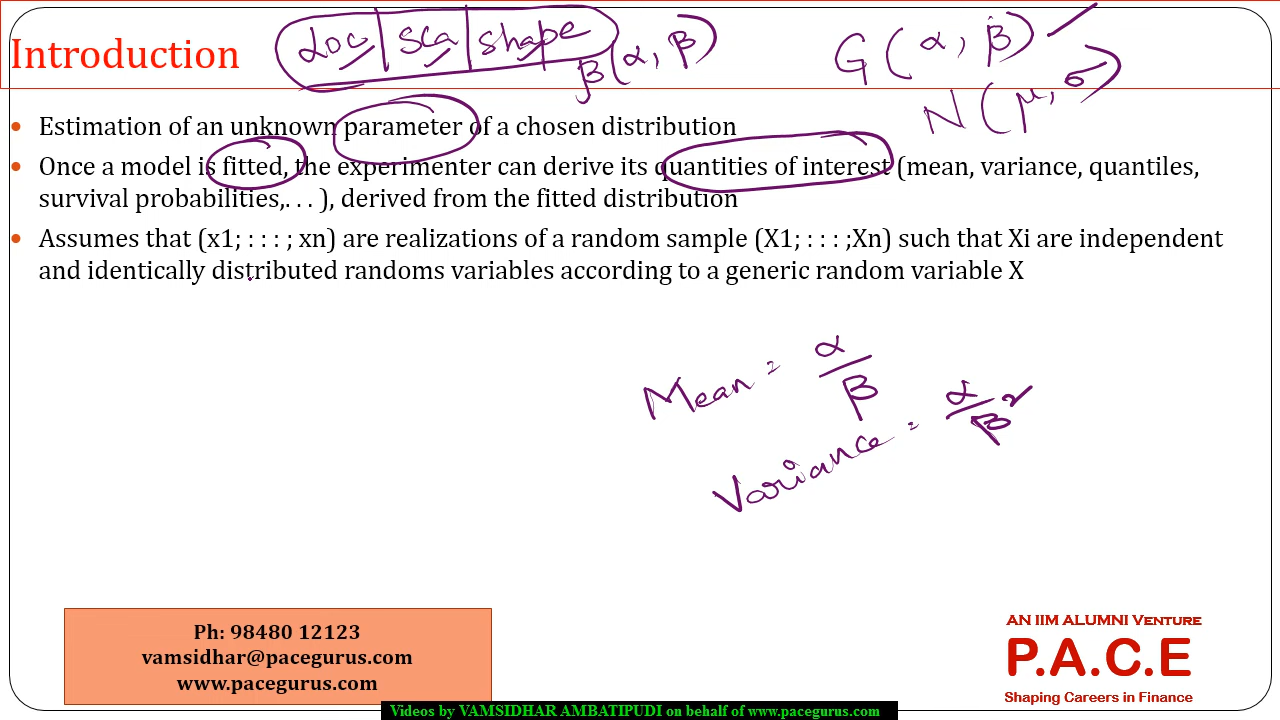 Loc | Sca | Shape
β(α, β)
G(α, β)
N(μ, σ)
Introduction
• Estimation of an unknown parameter of a chosen distribution
• Once a model is fitted, the experimenter can derive its quantities of interest (mean, variance, quantiles,
survival probabilities,. . . ), derived from the fitted distribution
• Assumes that (x1; : : : ; xn) are realizations of a random sample (X1; : : : ;Xn) such that Xi are independent
and identically distributed randoms variables according to a generic random variable X
Mean = α/β
Variance = α/β²
Ph: 98480 12123
vamsidhar@pacegurus.com
www.pacegurus.com
AN IIM ALUMNI VENTURE
P.A.C.E
Shaping Careers in Finance
Videos by VAMSIDHAR AMBATIPUDI on behalf of www.pacegurus.com